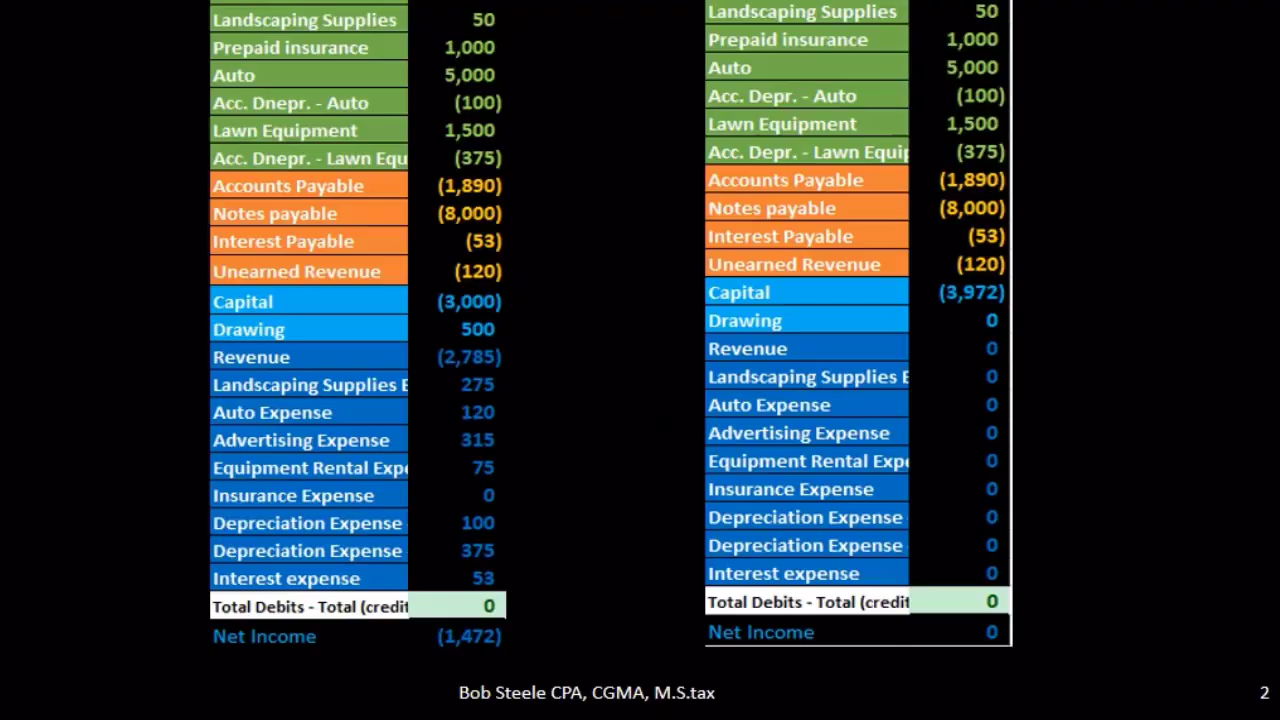 Landscaping Supplies 50
Prepaid insurance 1,000
Auto 5,000
Acc. Dnepr. - Auto (100)
Lawn Equipment 1,500
Acc. Dnepr. - Lawn Equ (375)
Accounts Payable (1,890)
Notes payable (8,000)
Interest Payable (53)
Unearned Revenue (120)
Capital (3,000)
Drawing 500
Revenue (2,785)
Landscaping Supplies E 275
Auto Expense 120
Advertising Expense 315
Equipment Rental Expe 75
Insurance Expense 0
Depreciation Expense - 100
Depreciation Expense 375
Interest expense 53
Total Debits - Total (credit 0
Net Income (1,472)
Landscaping Supplies 50
Prepaid insurance 1,000
Auto 5,000
Acc. Depr. - Auto (100)
Lawn Equipment 1,500
Acc. Depr. - Lawn Equip (375)
Accounts Payable (1,890)
Notes payable (8,000)
Interest Payable (53)
Unearned Revenue (120)
Capital (3,972)
Drawing 0
Revenue 0
Landscaping Supplies E 0
Auto Expense 0
Advertising Expense 0
Equipment Rental Expe 0
Insurance Expense 0
Depreciation Expense 0
Depreciation Expense 0
Interest expense 0
Total Debits - Total (credit 0
Net Income 0
Bob Steele CPA, CGMA, M.S.tax
2